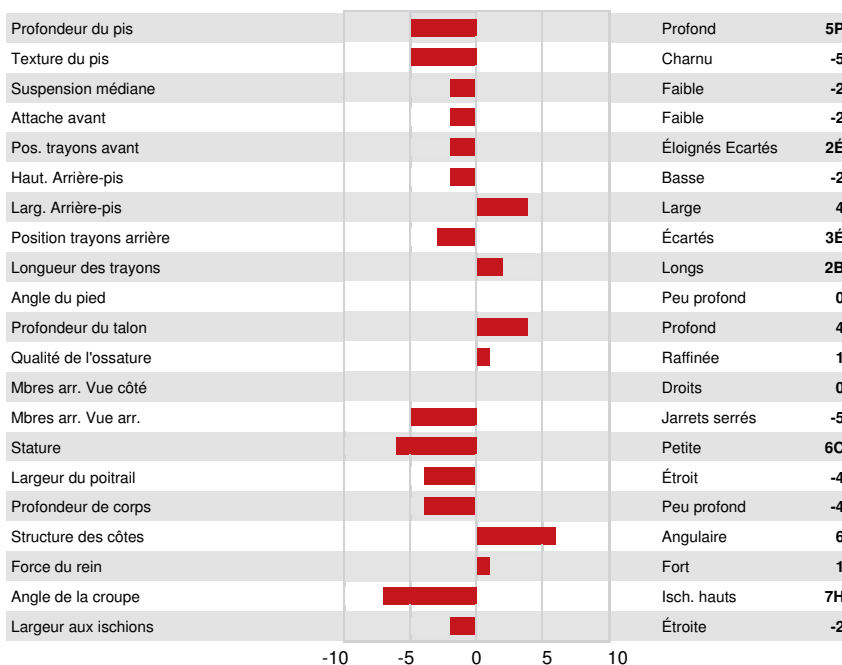 Profondeur du pis Profond 5P
Texture du pis Charnu -5
Suspension médiane Faible -2
Attache avant Faible -2
Pos. trayons avant Éloignés Ecartés 2É
Haut. Arrière-pis Basse -2
Larg. Arrière-pis Large 4
Position trayons arrière Écartés 3É
Longueur des trayons Longs 2B
Angle du pied Peu profond 0
Profondeur du talon Profond 4
Qualité de l'ossature Raffinée 1
Mbres arr. Vue côté Droits 0
Mbres arr. Vue arr. Jarrets serrés -5
Stature Petite 6C
Largeur du poitrail Étroit -4
Profondeur de corps Peu profond -4
Structure des côtes Angulaire 6
Force du rein Fort 1
Angle de la croupe Isch. hauts 7H
Largeur aux ischions Étroite -2
-10 -5 0 5 10